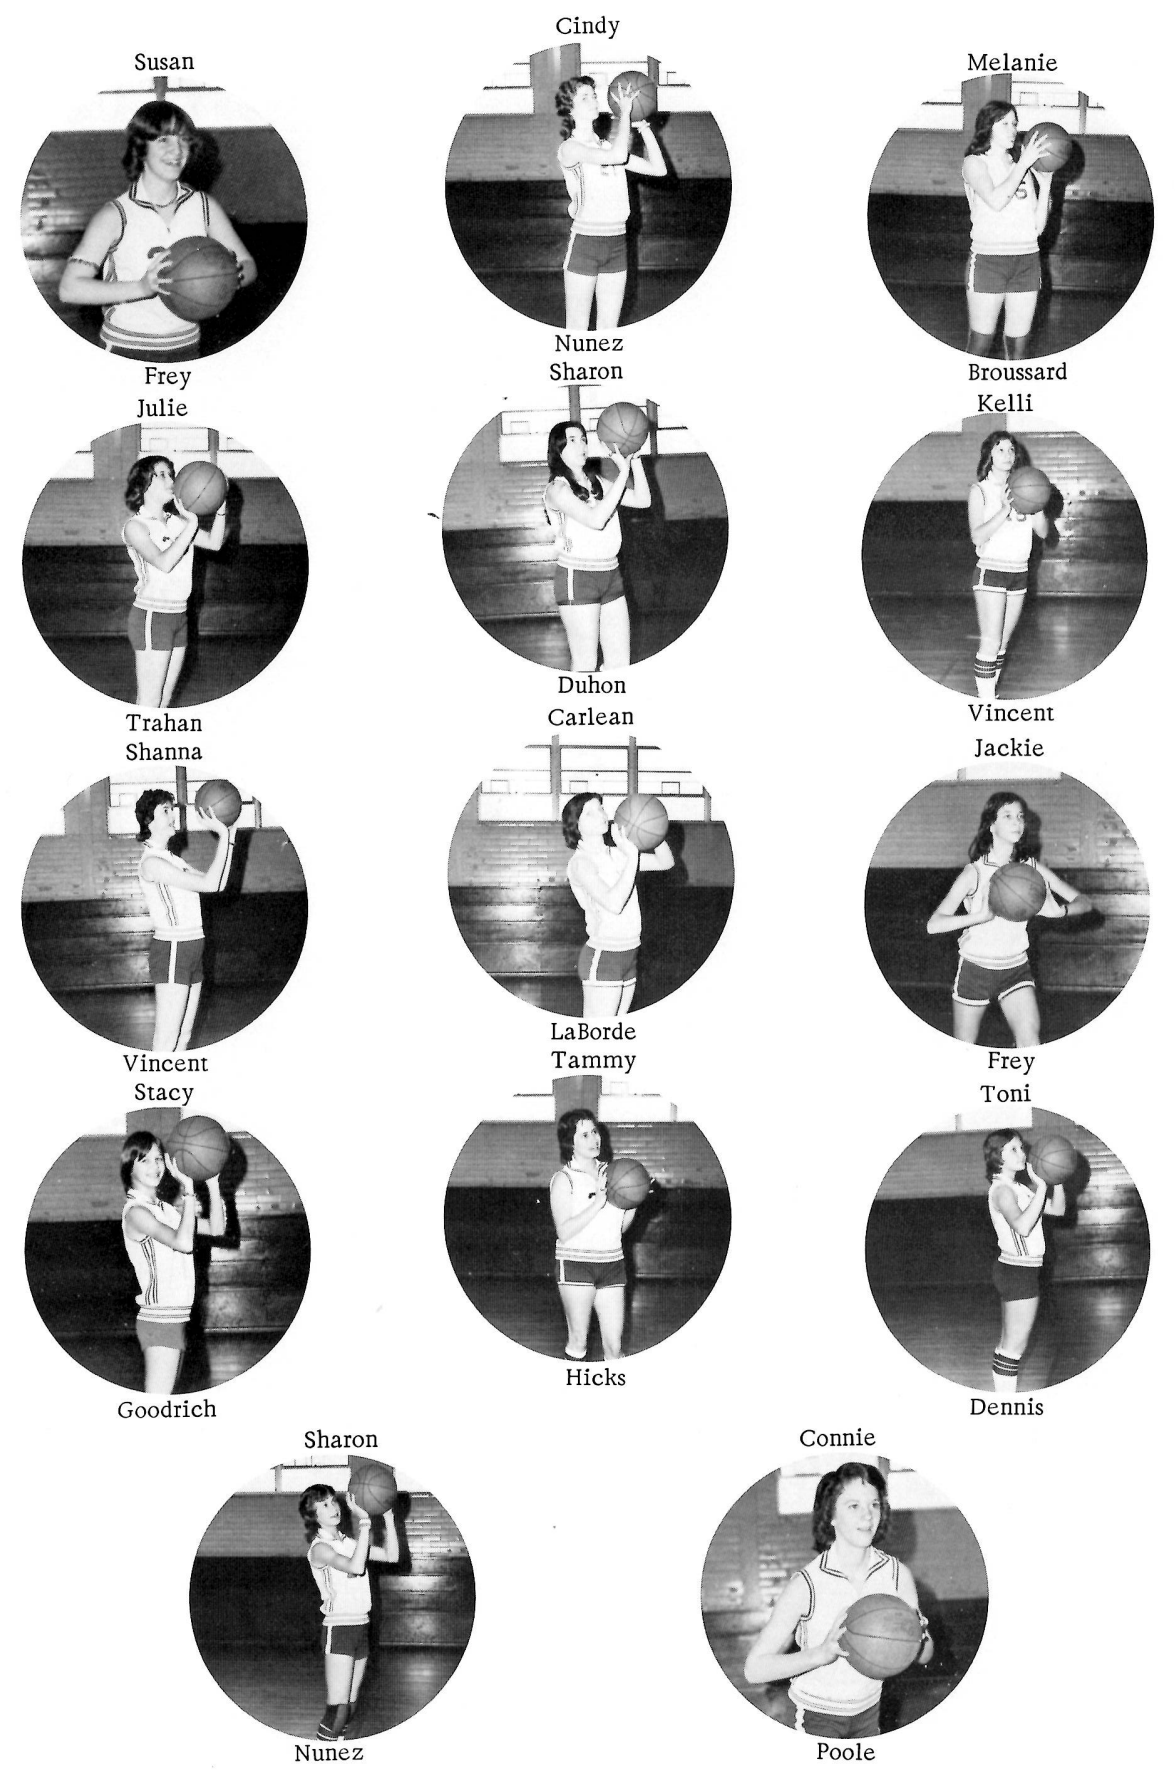 Susan
Frey
Cindy
Nunez
Melanie
Broussard
Julie
Trahan
Sharon
Duhon
Kelli
Vincent
Shanna
Vincent
Carlean
LaBorde
Jackie
Frey
Stacy
Goodrich
Tammy
Hicks
Toni
Dennis
Sharon
Nunez
Connie
Poole